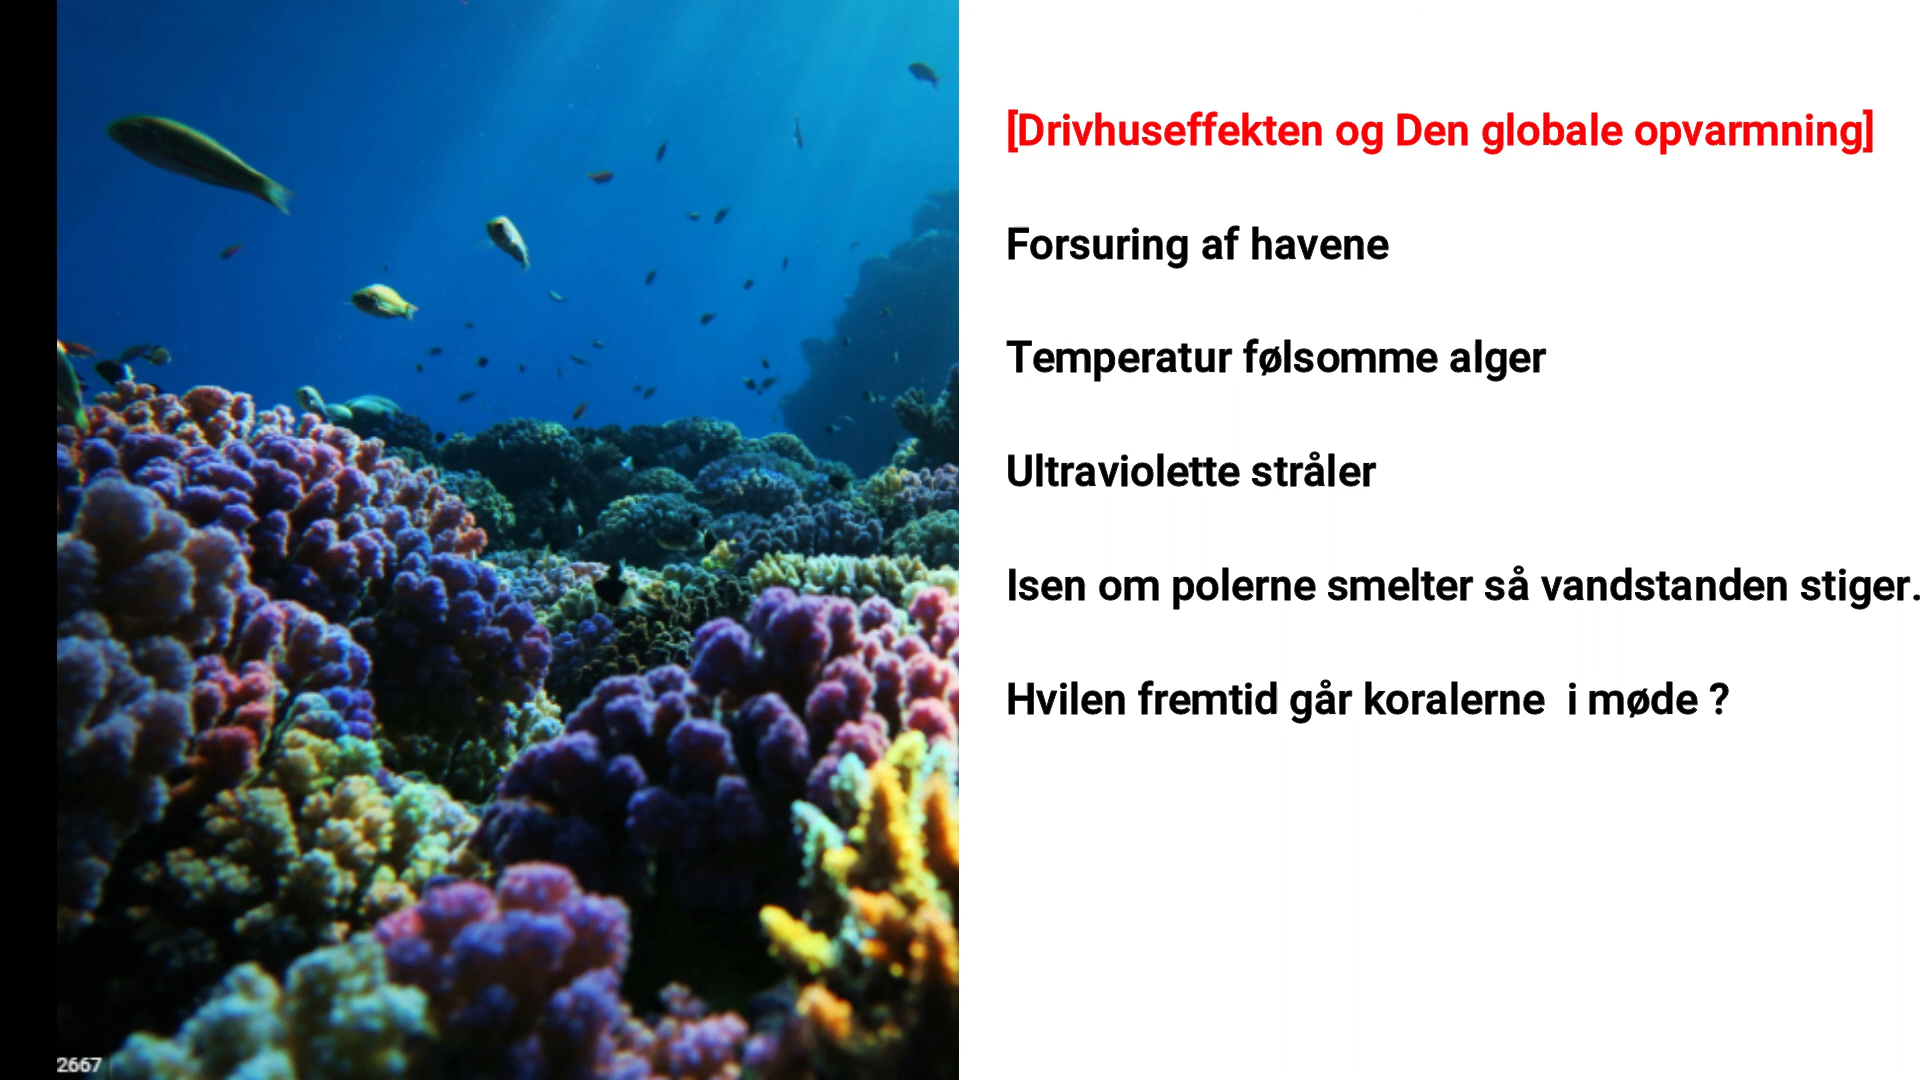 [Drivhuseffekten og Den globale opvarmning]
Forsuring af havene
Temperatur følsomme alger
Ultraviolette stråler
Isen om polerne smelter så vandstanden stiger.
Hvilen fremtid går koralerne  i møde ?
2667